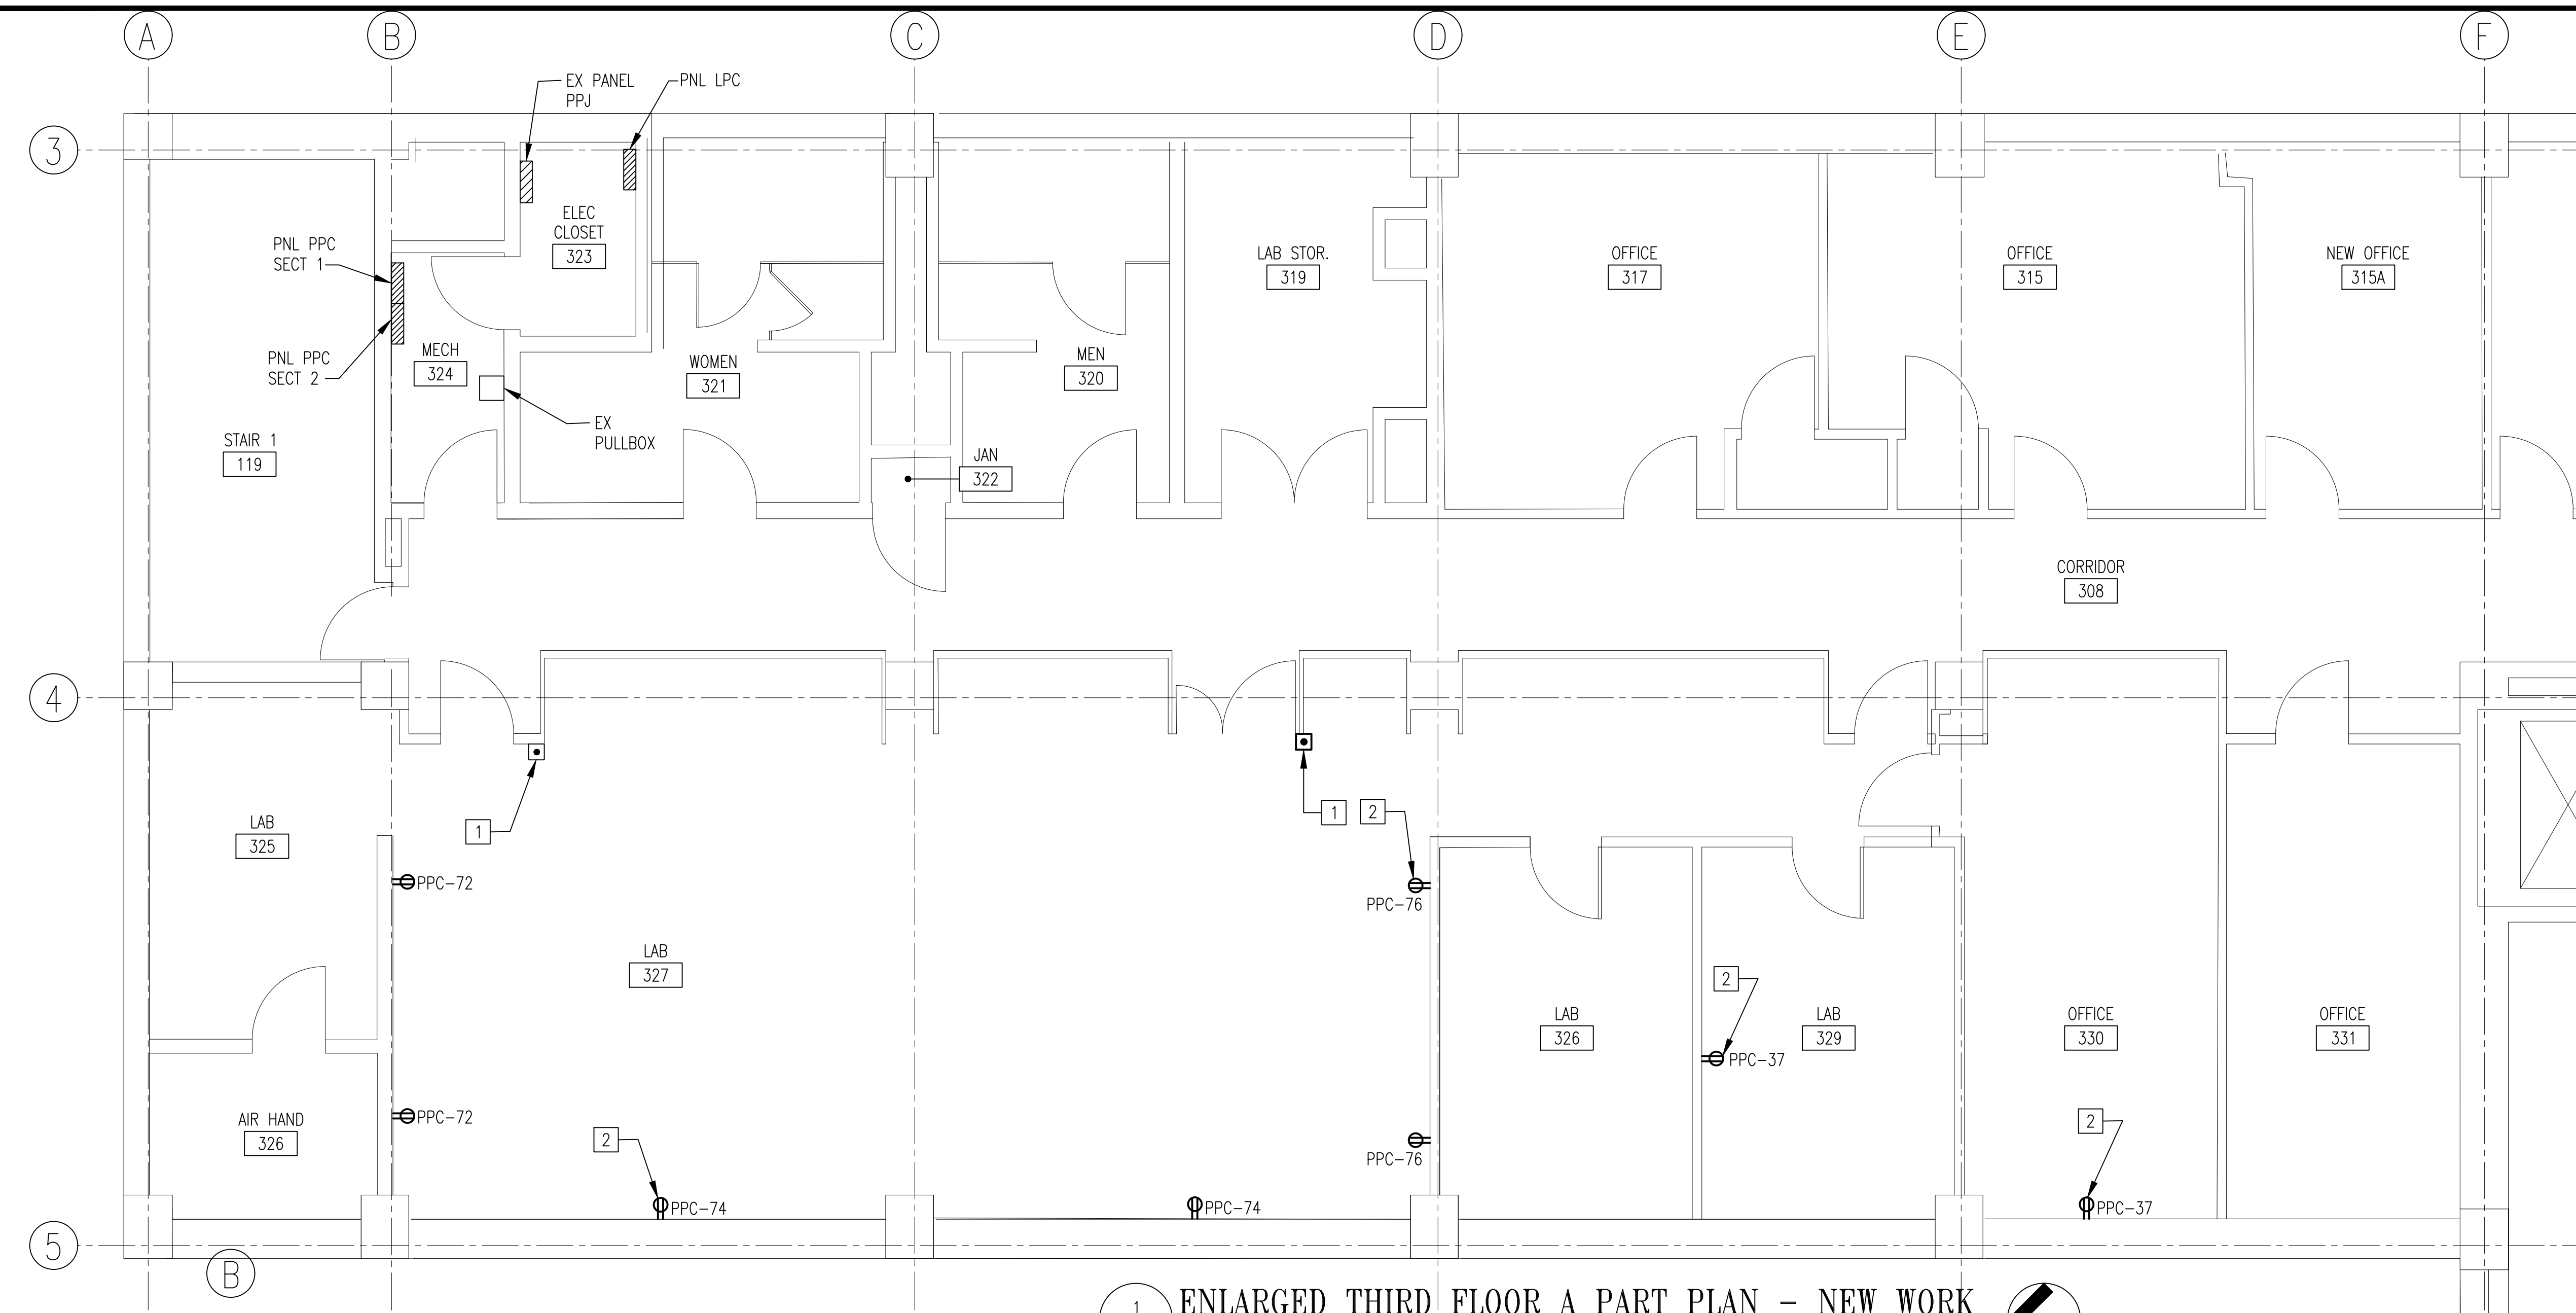 A
B
C
D
E
F
EX PANEL
PPJ
PNL LPC
3
ELEC
CLOSET
323
PNL PPC
SECT 1
LAB STOR.
319
OFFICE
317
OFFICE
315
NEW OFFICE
315A
PNL PPC
SECT 2
MECH
324
WOMEN
321
MEN
320
EX
PULLBOX
STAIR 1
119
JAN
322
CORRIDOR
308
4
1
1
2
LAB
325
PPC-72
PPC-76
LAB
327
2
LAB
326
LAB
329
OFFICE
330
OFFICE
331
PPC-37
AIR HAND
326
PPC-72
2
PPC-76
2
PPC-74
PPC-74
PPC-37
5
B
1
ENLARGED THIRD FLOOR A PART PLAN - NEW WORK